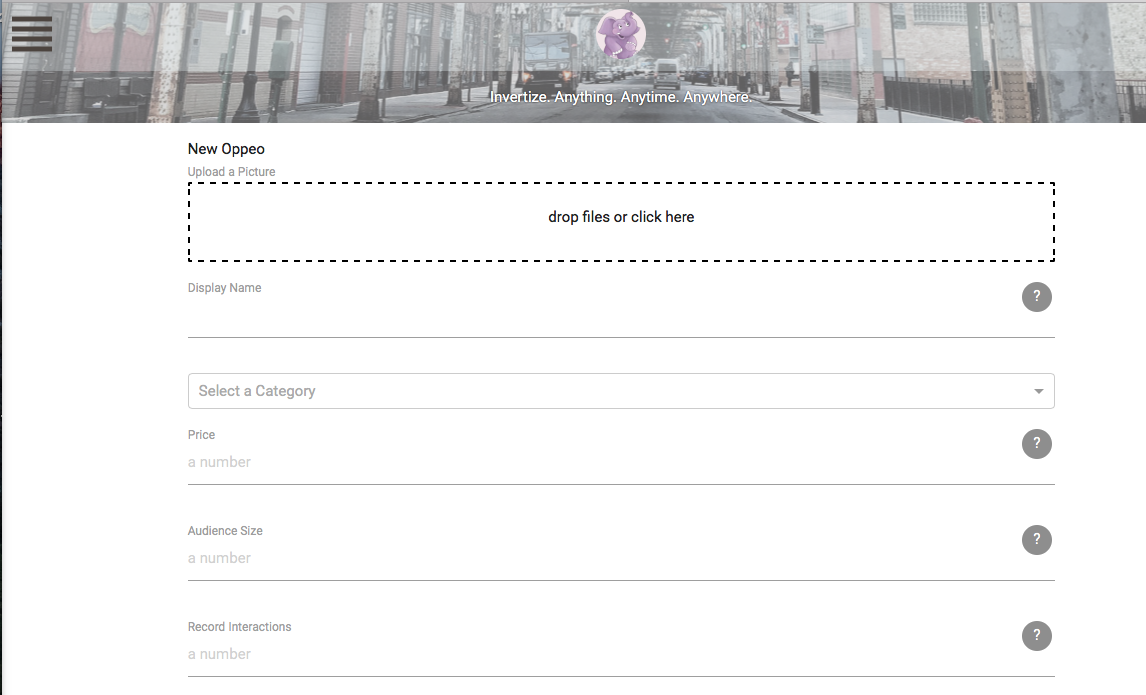 Invertize. Anything. Anytime. Anywhere.
New Oppeo
Upload a Picture
drop files or click here
Display Name
?
Select a Category
Price
?
a number
Audience Size
?
a number
Record Interactions
?
a number